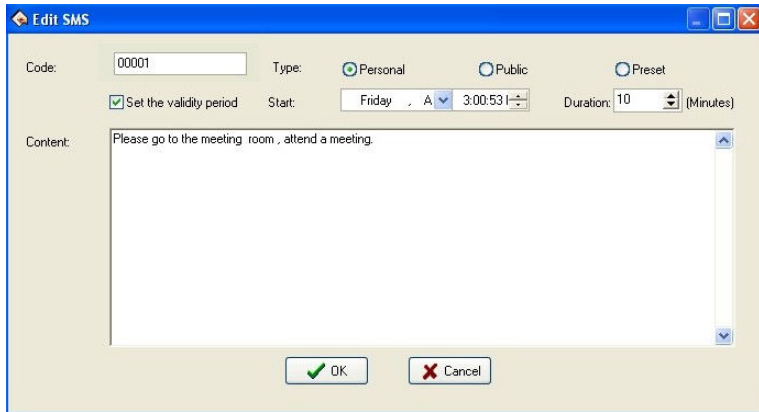 Edit SMS
Code: 00001 Type: Personal Public Preset
Set the validity period Start: Friday , A 3:00:53 Duration: 10 (Minutes)
Content: Please go to the meeting room , attend a meeting.
OK Cancel